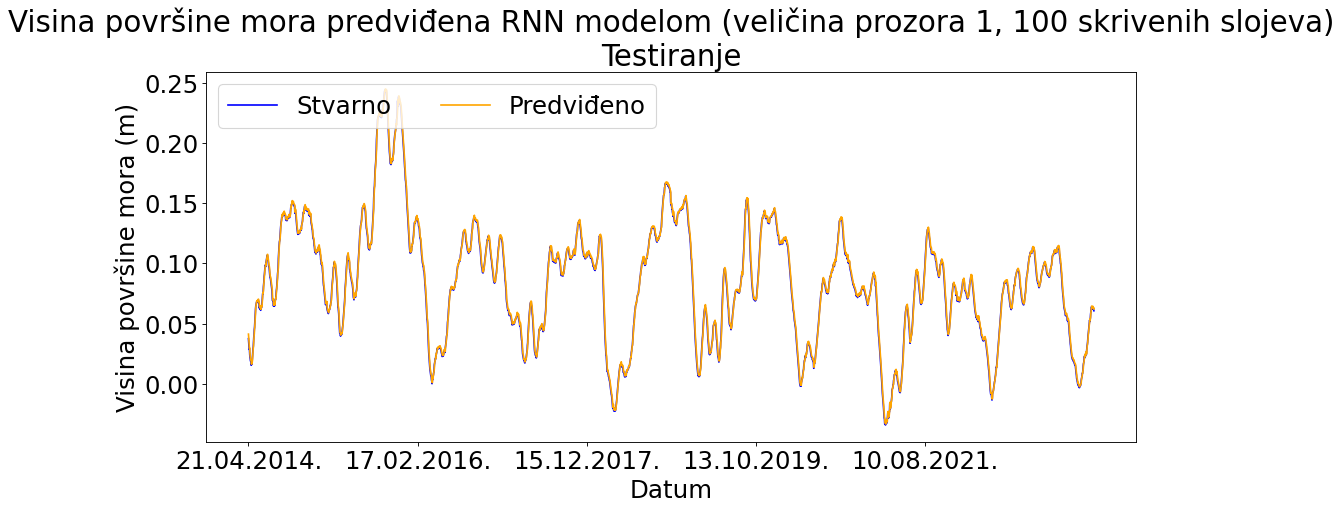 Visina površine mora predviđena RNN modelom (veličina prozora 1, 100 skrivenih slojeva)
Testiranje
Stvarno Predviđeno
Visina površine mora (m)
0.25
0.20
0.15
0.10
0.05
0.00
21.04.2014. 17.02.2016. 15.12.2017. 13.10.2019. 10.08.2021.
Datum